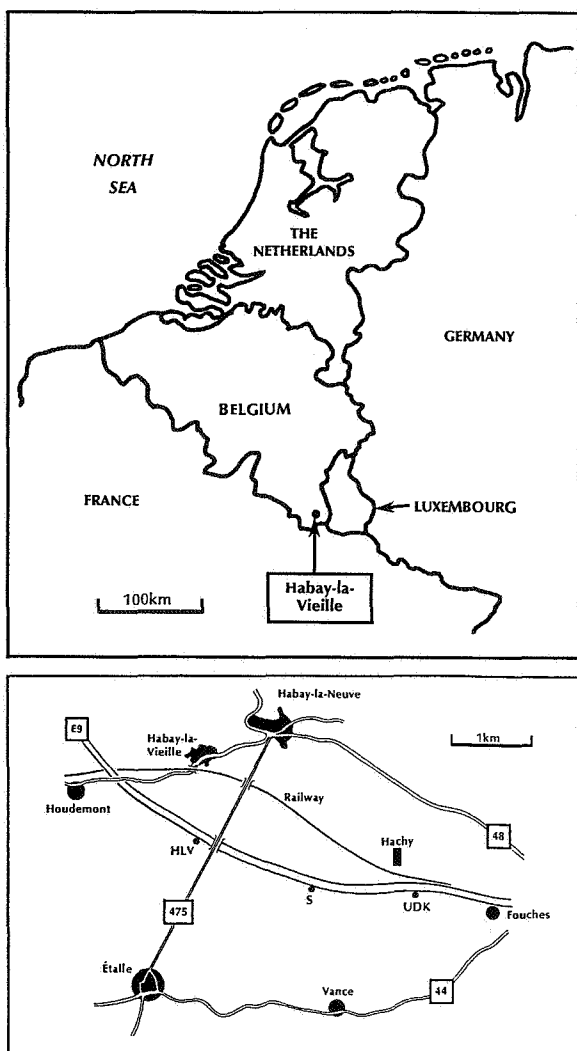 NORTH
SEA
THE
NETHERLANDS
GERMANY
BELGIUM
FRANCE
LUXEMBOURG
Habay-la-
Vieille
100km
Habay-la-Neuve
E9
Habay-la-
Vieille
1km
Railway
Houdemont
Hachy
48
HLV
S
UDK
475
Fouches
Étalle
Vance
44